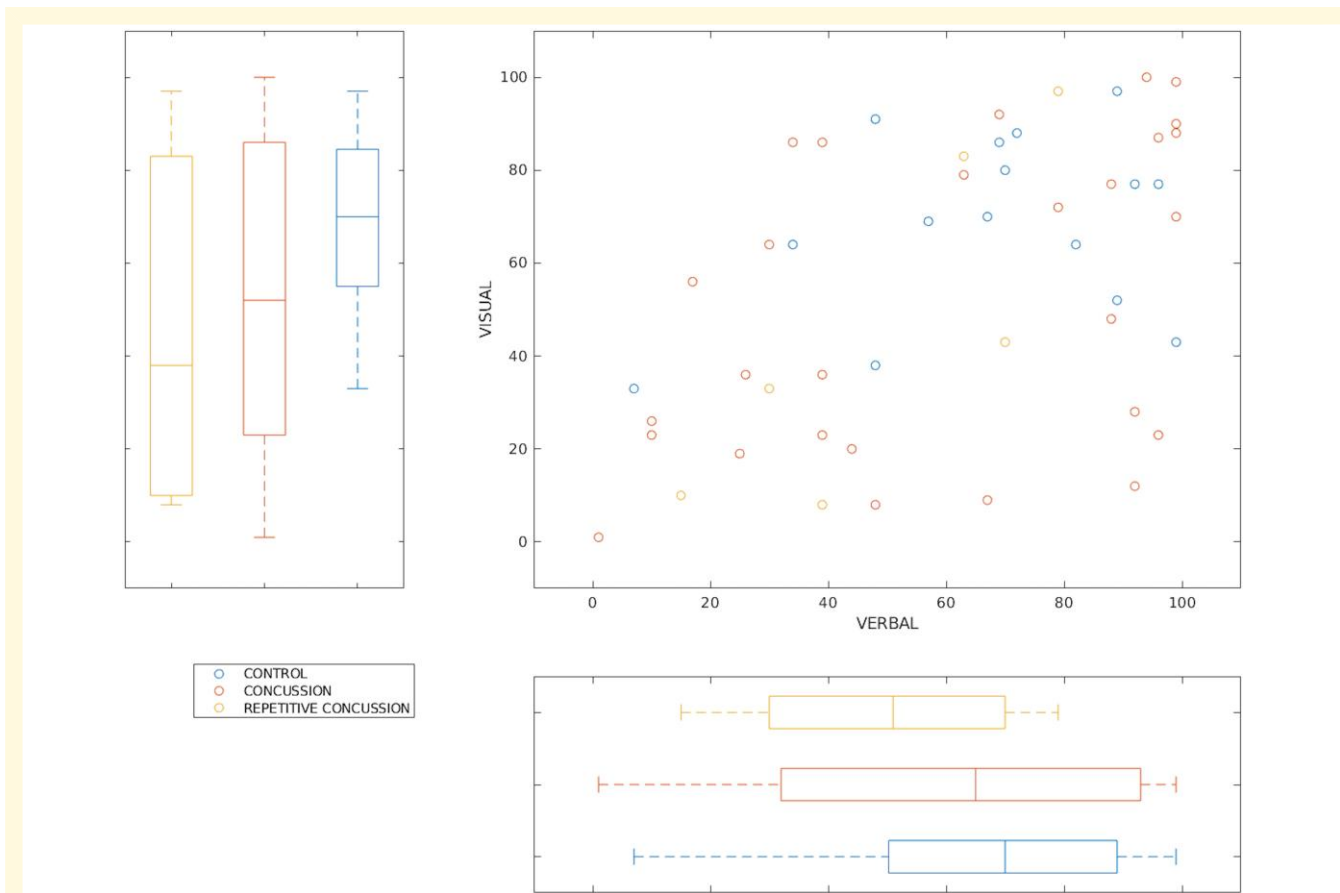 100
80
60
40
20
0
VISUAL
0 20 40 60 80 100
VERBAL
CONTROL
CONCUSSION
REPETITIVE CONCUSSION